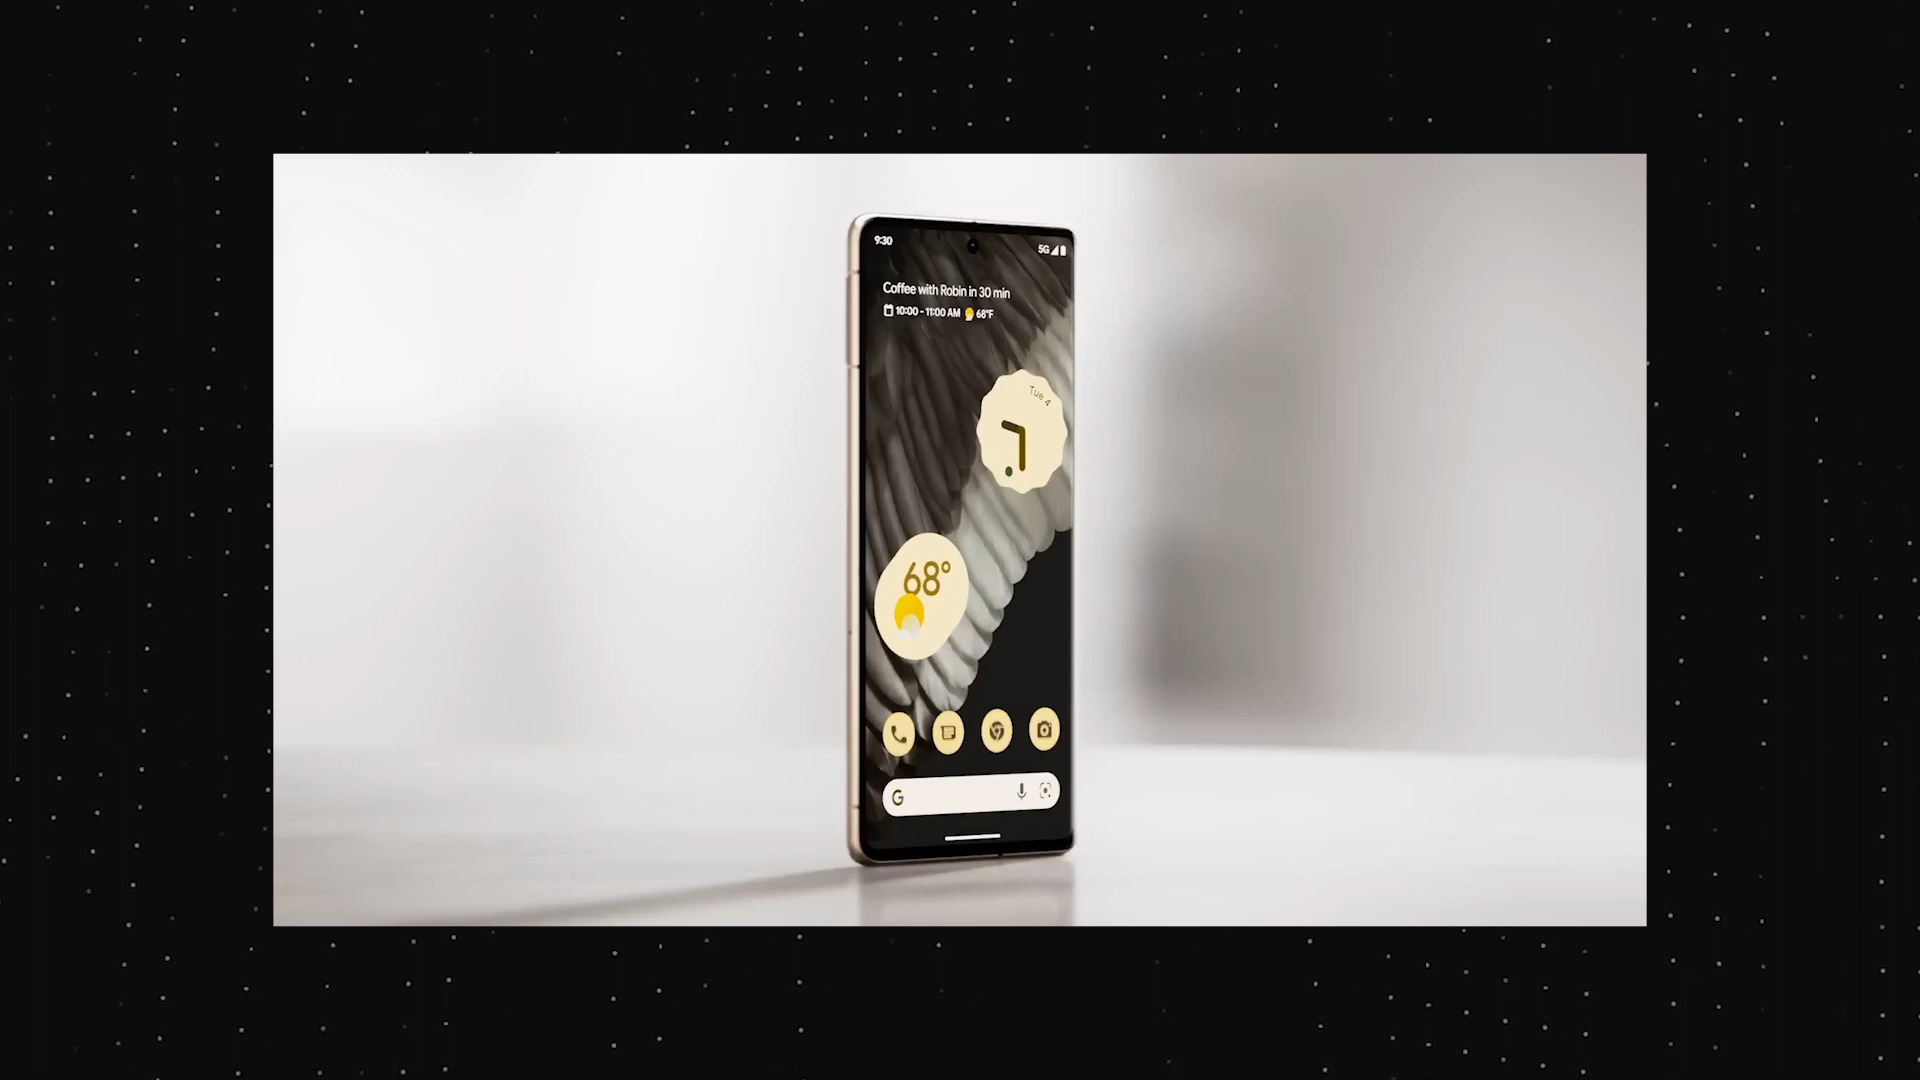 9:30
5G
Coffee with Robin in 30 min
10:00 - 11:00 AM 68°F
Tue 4
68°
G